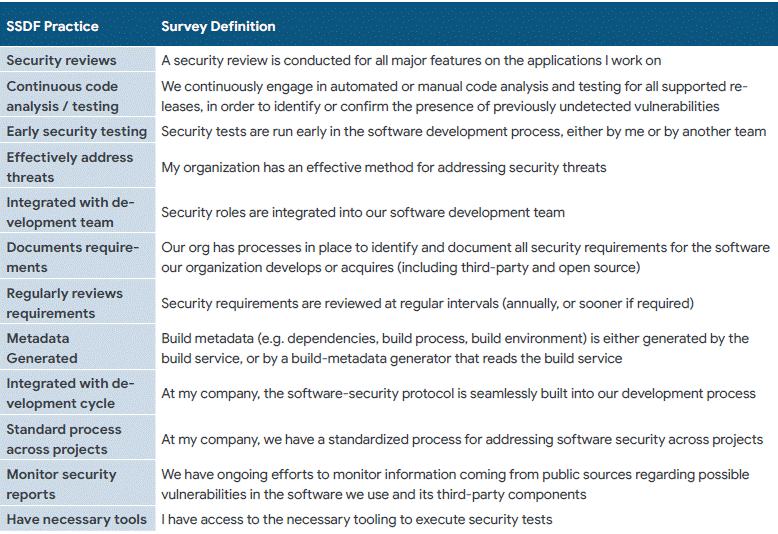 SSDF Practice Survey Definition
Security reviews A security review is conducted for all major features on the applications I work on
Continuous code
analysis / testing
We continuously engage in automated or manual code analysis and testing for all supported re-
leases, in order to identify or confirm the presence of previously undetected vulnerabilities
Early security testing Security tests are run early in the software development process, either by me or by another team
Effectively address
threats
My organization has an effective method for addressing security threats
Integrated with de-
velopment team
Security roles are integrated into our software development team
Documents require-
ments
Our org has processes in place to identify and document all security requirements for the software
our organization develops or acquires (including third-party and open source)
Regularly reviews
requirements
Security requirements are reviewed at regular intervals (annually, or sooner if required)
Metadata
Generated
Build metadata (e.g. dependencies, build process, build environment) is either generated by the
build service, or by a build-metadata generator that reads the build service
Integrated with de-
velopment cycle
At my company, the software-security protocol is seamlessly built into our development process
Standard process
across projects
At my company, we have a standardized process for addressing software security across projects
Monitor security
reports
We have ongoing efforts to monitor information coming from public sources regarding possible
vulnerabilities in the software we use and its third-party components
Have necessary tools I have access to the necessary tooling to execute security tests